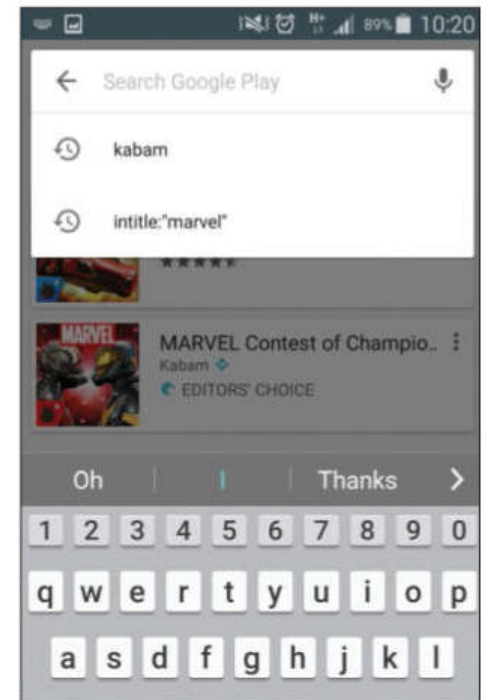 89% 10:20
Search Google Play
kabam
intitle:"marvel"
MARVEL
MARVEL Contest of Champio..
Kabam
EDITORS' CHOICE
Oh I Thanks
1 2 3 4 5 6 7 8 9 0
q w e r t y u i o p
a s d f g h j k l